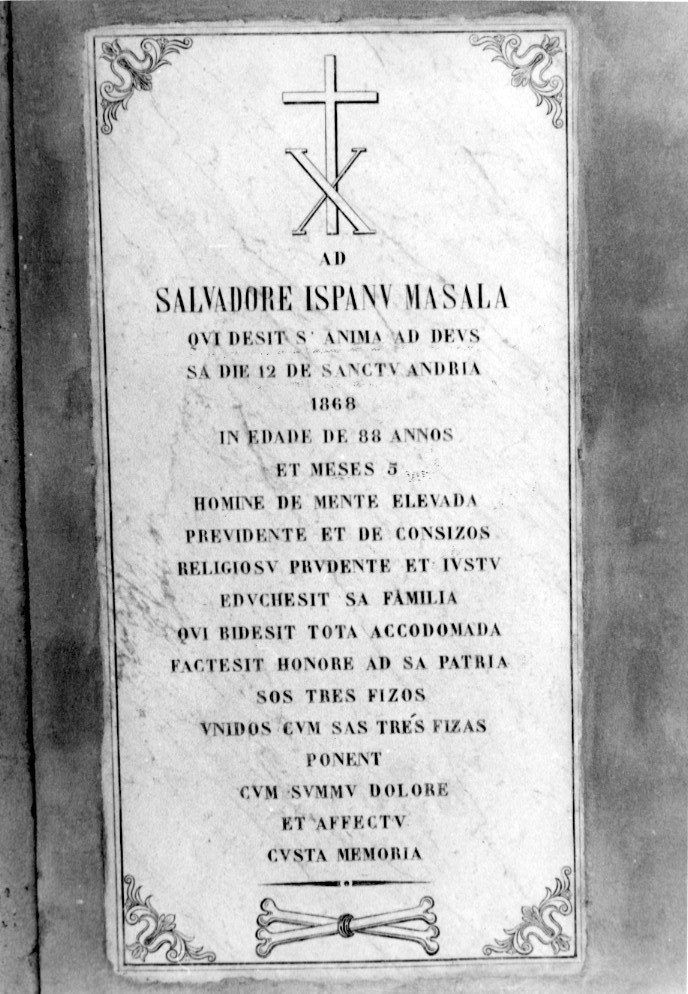 AD
SALVADORE ISPANV MASALA
QVI DESIT S' ANIMA AD DEVS
SA DIE 12 DE SANCTV ANDRIA
1868
IN EDADE DE 88 ANNOS
ET MESES 5
HOMINE DE MENTE ELEVADA
PREVIDENTE ET DE CONSIZOS
RELIGIOSV PRVDENTE ET IVSTV
EDVCHESIT SA FAMILIA
QVI BIDESIT TOTA ACCODOMADA
FACTESIT HONORE AD SA PATRIA
SOS TRES FIZOS
VNIDOS CVM SAS TRES FIZAS
PONENT
CVM SVMMV DOLORE
ET AFFECTV
CVSTA MEMORIA